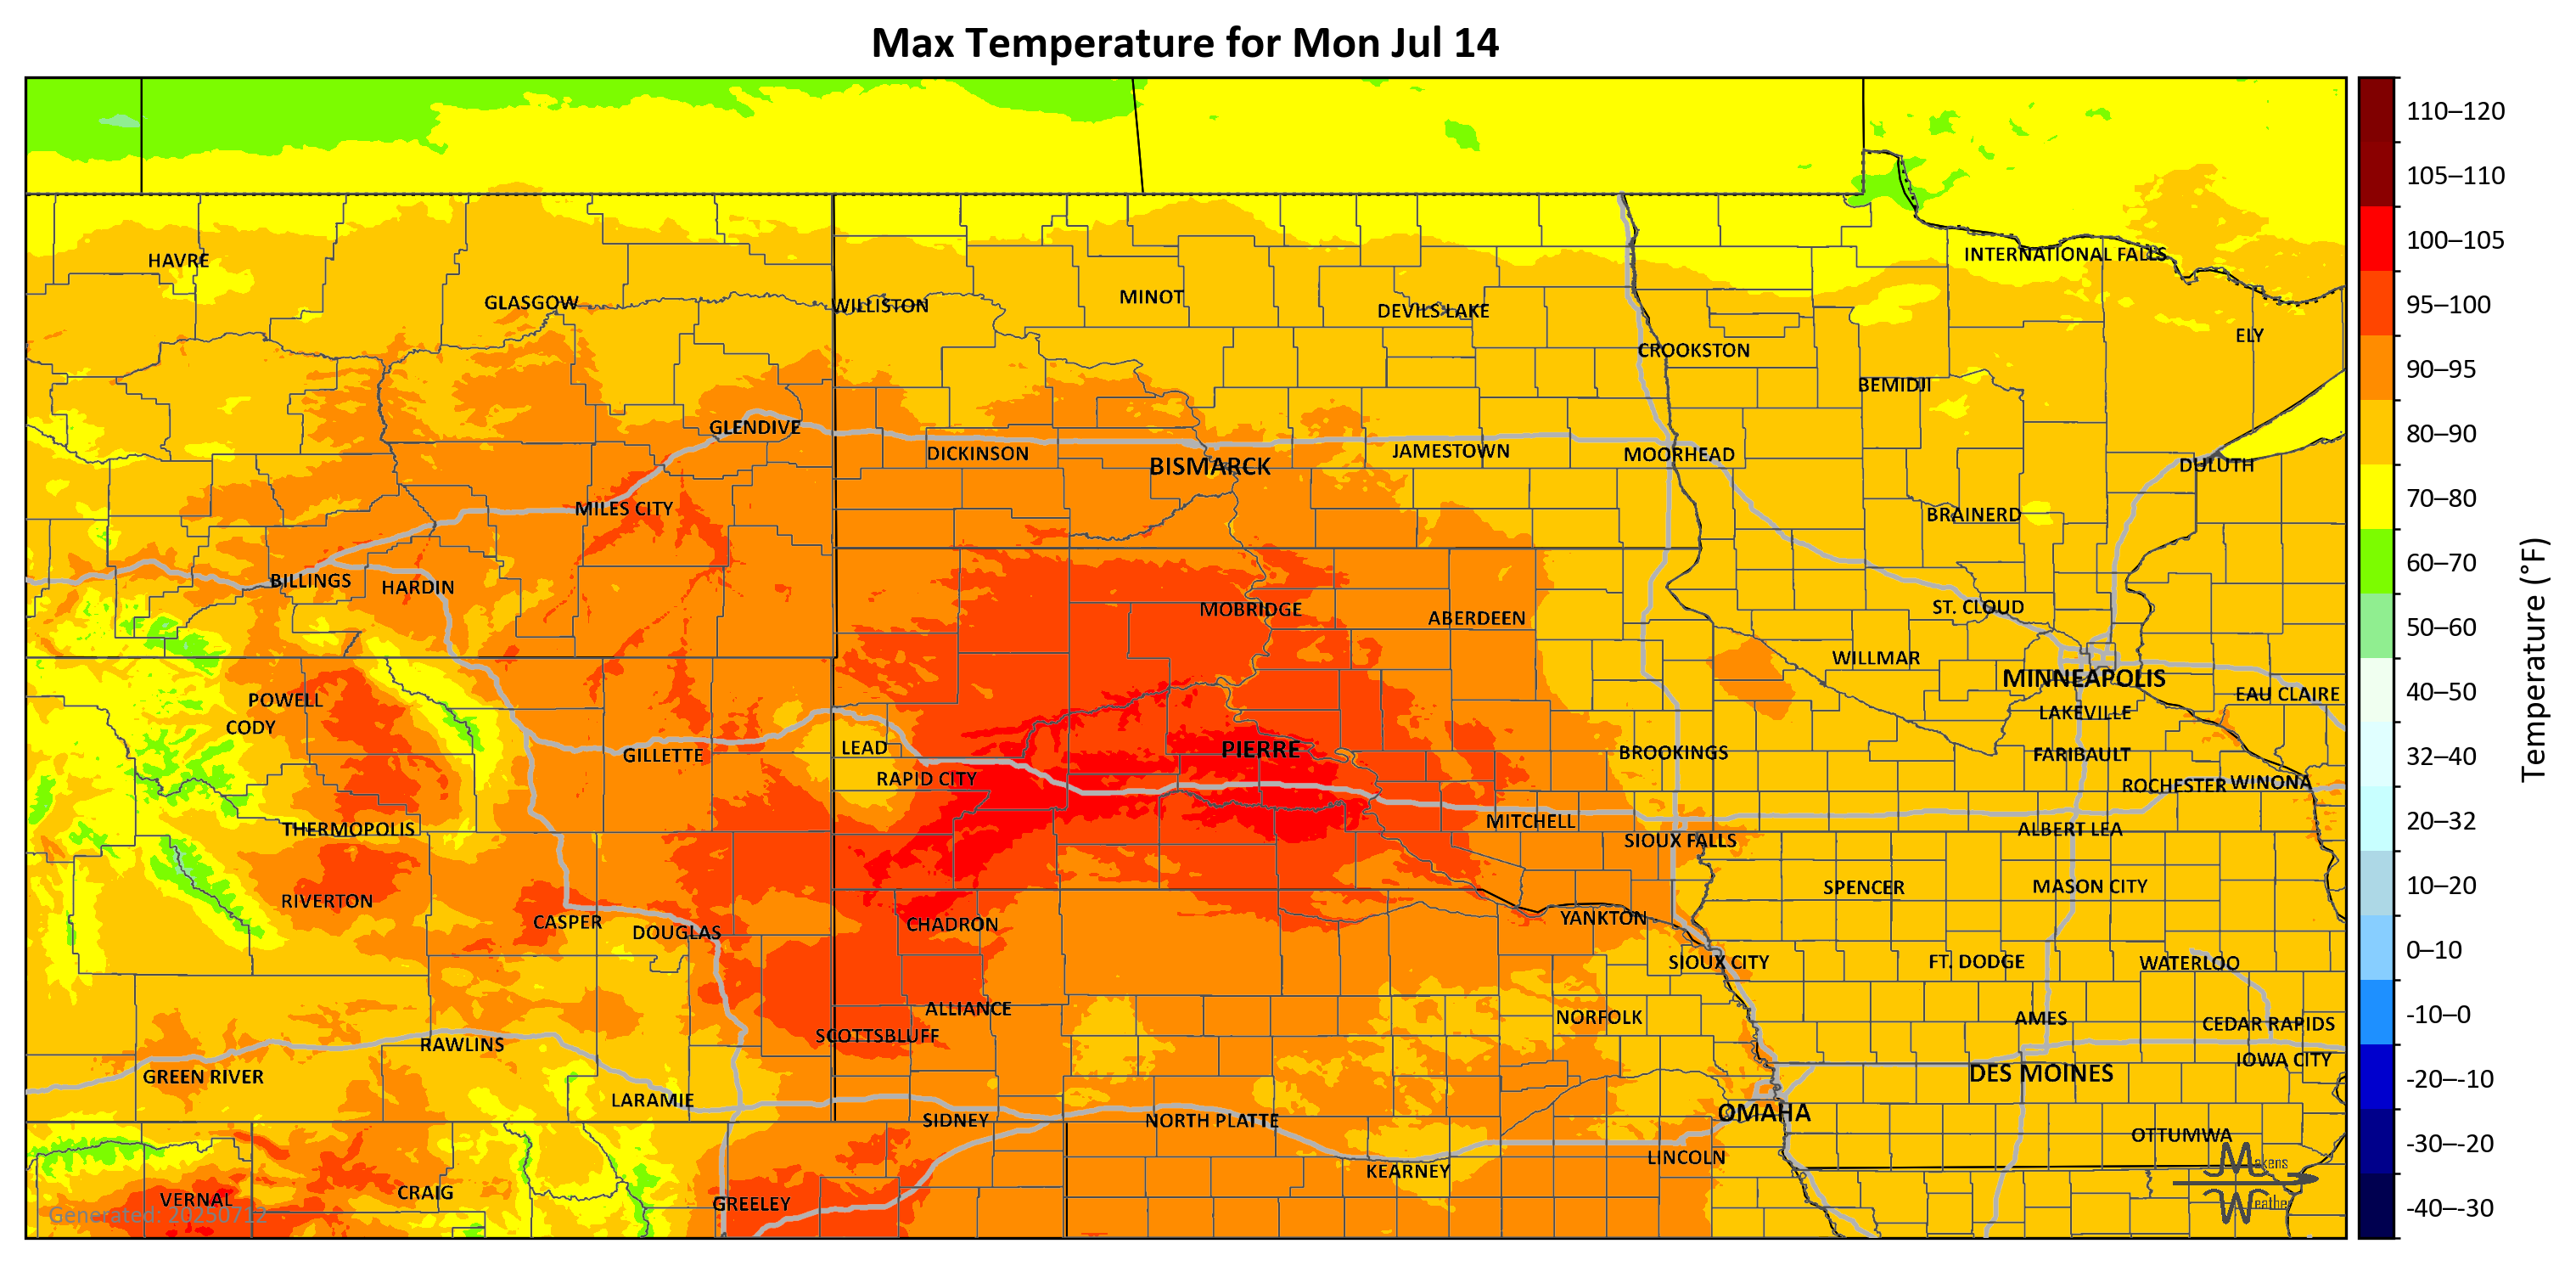 Max Temperature for Mon Jul 14
110–120
105–110
100–105
95–100
90–95
80–90
70–80
60–70
50–60
40–50
32–40
20–32
10–20
0–10
-10–0
-20–-10
-30–-20
-40–-30
Temperature (°F)
HAVRE
INTERNATIONAL FALLS
GLASGOW
WILLISTON
MINOT
DEVILS LAKE
ELY
CROOKSTON
BEMIDJI
GLENDIVE
DICKINSON
BISMARCK
JAMESTOWN
MOORHEAD
DULUTH
MILES CITY
BRAINERD
BILLINGS
HARDIN
MOBRIDGE
ABERDEEN
ST. CLOUD
WILLMAR
MINNEAPOLIS
POWELL
EAU CLAIRE
CODY
LAKEVILLE
GILLETTE
LEAD
PIERRE
BROOKINGS
FARIBAULT
RAPID CITY
ROCHESTER
WINONA
THERMOPOLIS
MITCHELL
ALBERT LEA
SIOUX FALLS
RIVERTON
SPENCER
MASON CITY
CASPER
DOUGLAS
CHADRON
YANKTON
SIOUX CITY
FT. DODGE
WATERLOO
ALLIANCE
NORFOLK
AMES
SCOTTSBLUFF
CEDAR RAPIDS
RAWLINS
IOWA CITY
GREEN RIVER
DES MOINES
LARAMIE
SIDNEY
NORTH PLATTE
OMAHA
OTTUMWA
KEARNEY
LINCOLN
VERNAL
CRAIG
GREELEY
Makens
Weather
Generated: 20250712